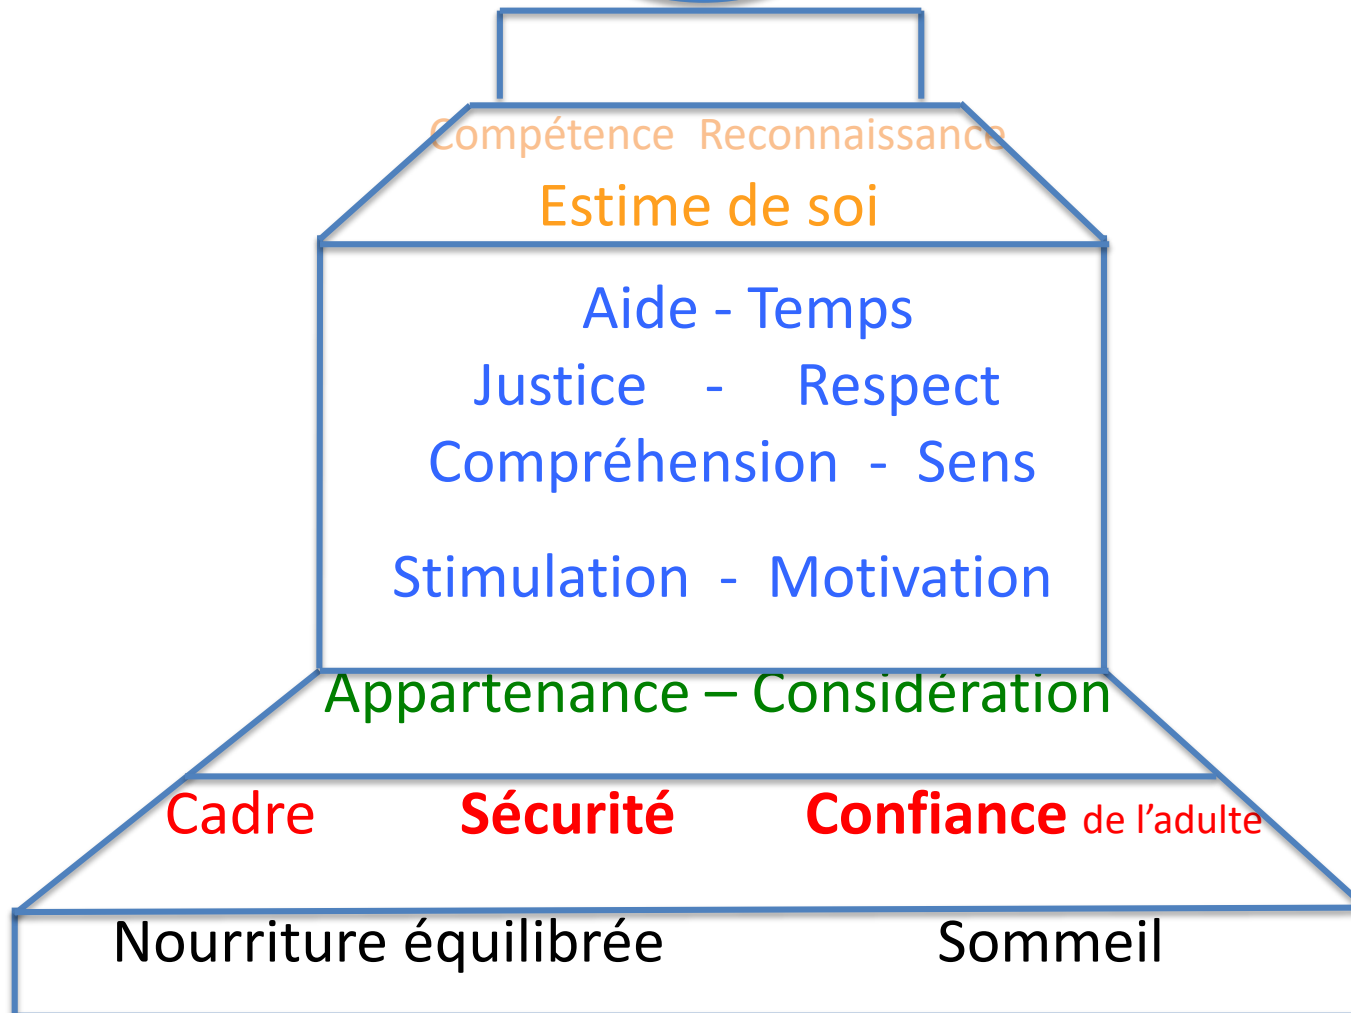 Compétence Reconnaissance
Estime de soi
Aide - Temps
Justice - Respect
Compréhension - Sens
Stimulation - Motivation
Appartenance – Considération
Cadre Sécurité Confiance de l’adulte
Nourriture équilibrée Sommeil